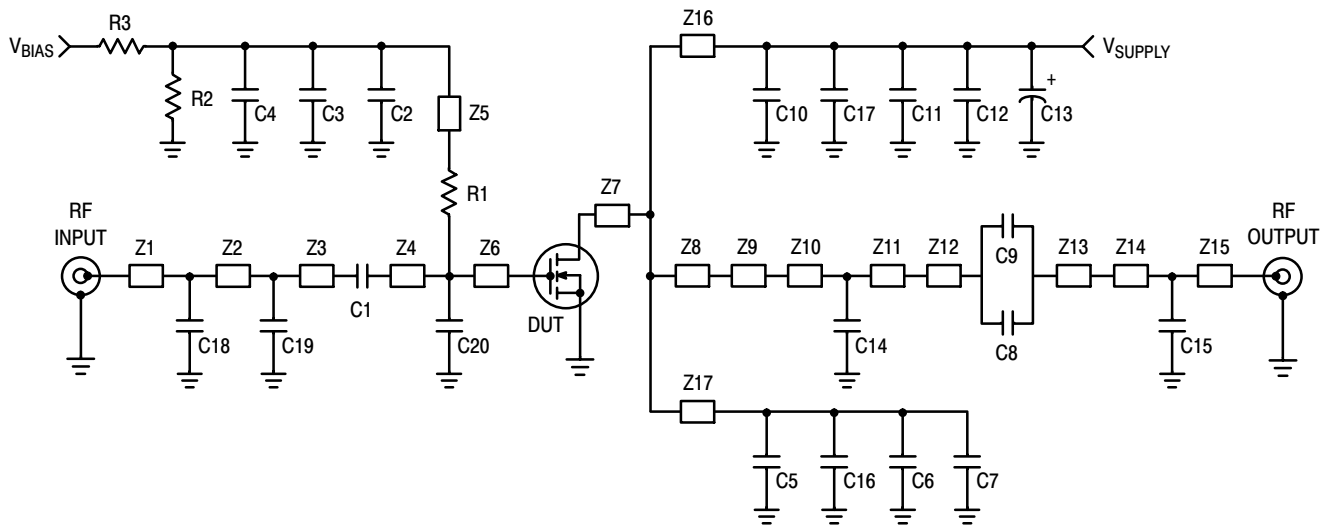 R3
Z16
VBIAS
VSUPPLY
+
R2
C4
C3
C2
Z5
C10
C17
C11
C12
C13
R1
Z7
RF
INPUT
Z1
Z2
Z3
Z4
Z6
Z8
Z9
Z10
Z11
Z12
C9
Z13
Z14
Z15
RF
OUTPUT
C1
DUT
C18
C19
C20
C14
C8
C15
Z17
C5
C16
C6
C7